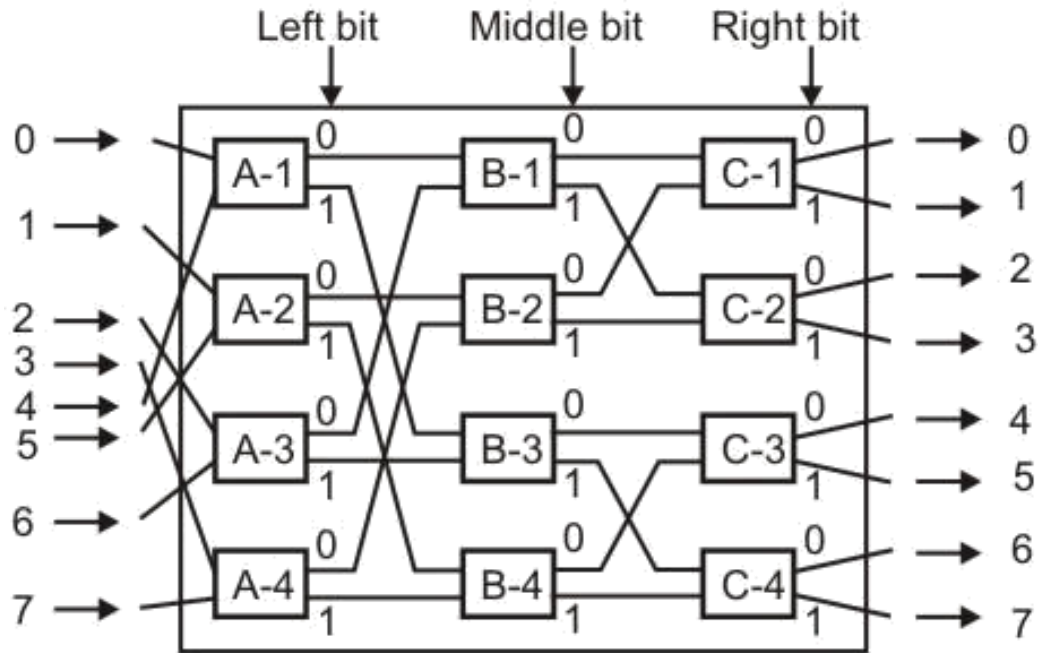 Left bit Middle bit Right bit
0 0 0 0 0
A-1 B-1 C-1
1 1 1 1
1 0 0 0 2
A-2 B-2 C-2
2 1 1 1 3
3
4 0 0 0 4
5 A-3 B-3 C-3
1 1 1 5
6
0 0 0 6
A-4 B-4 C-4
7 1 1 1 7